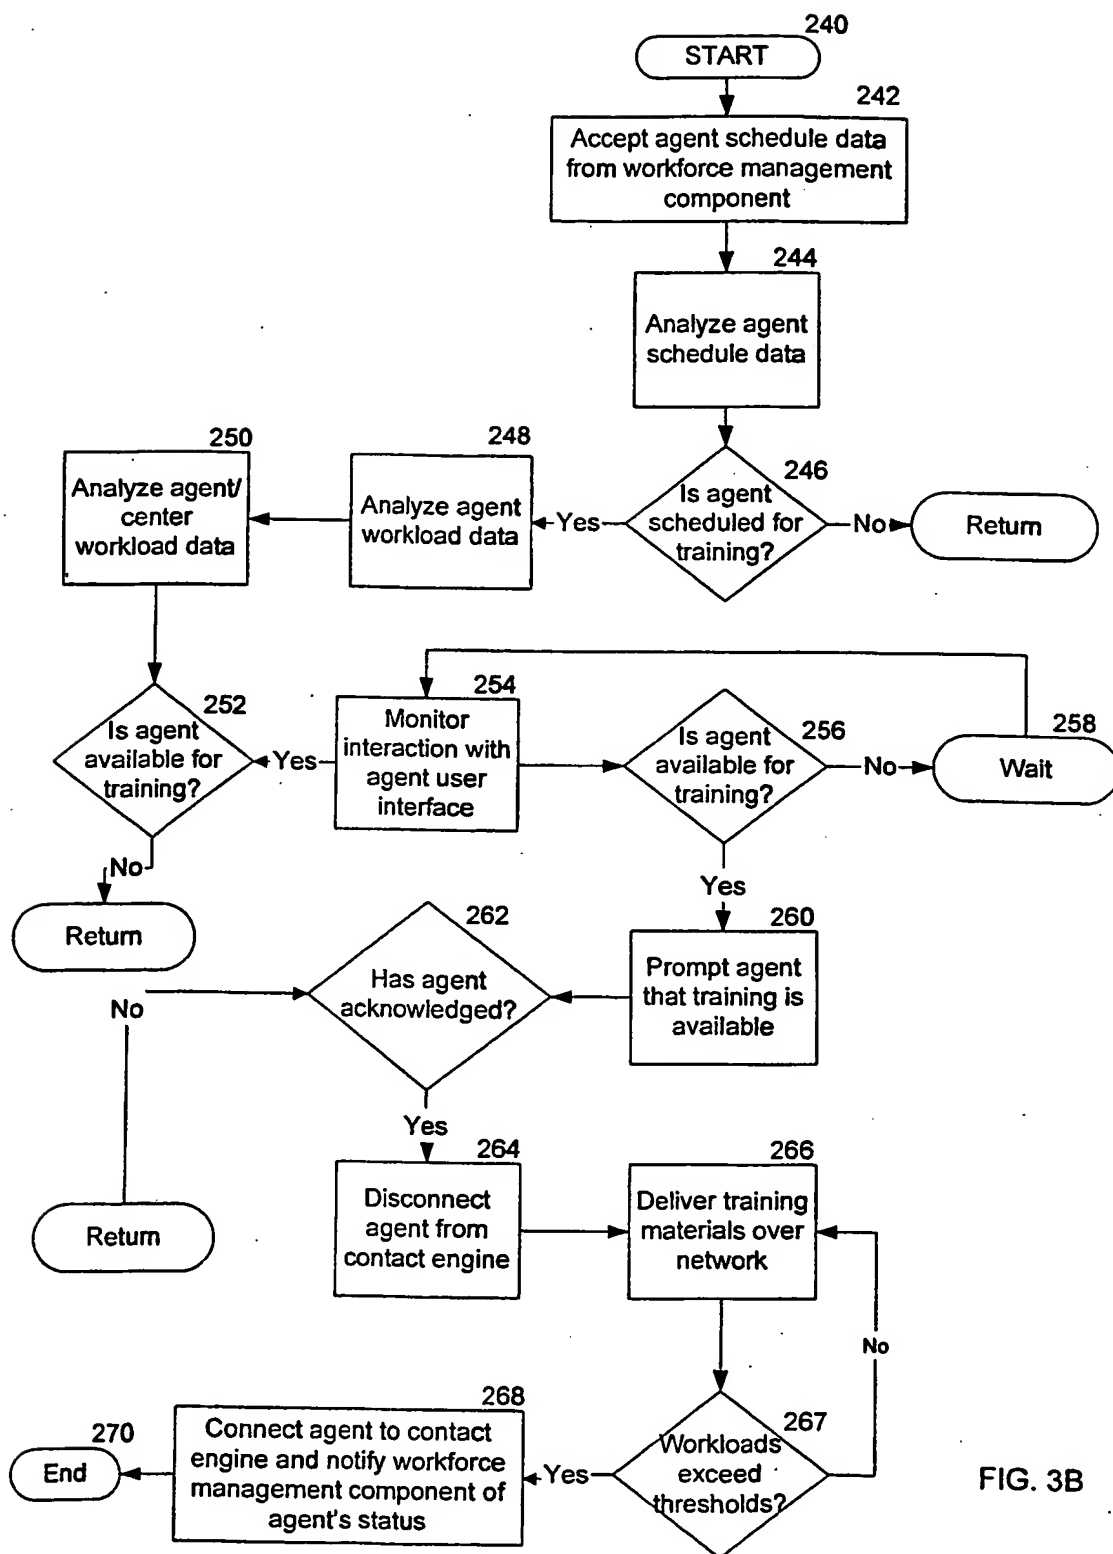 240
START
242
Accept agent schedule data
from workforce management
component
244
Analyze agent
schedule data
250
Analyze agent/
center
workload data
248
Analyze agent
workload data
Yes
246
Is agent
scheduled for
training?
No
Return
252
Is agent
available for
training?
Yes
254
Monitor
interaction with
agent user
interface
256
Is agent
available for
training?
No
258
Wait
No
Return
Yes
260
Prompt agent
that training is
available
262
Has agent
acknowledged?
No
Return
Yes
264
Disconnect
agent from
contact engine
266
Deliver training
materials over
network
No
267
Workloads
exceed
thresholds?
Yes
268
Connect agent to contact
engine and notify workforce
management component of
agent's status
270
End
FIG. 3B